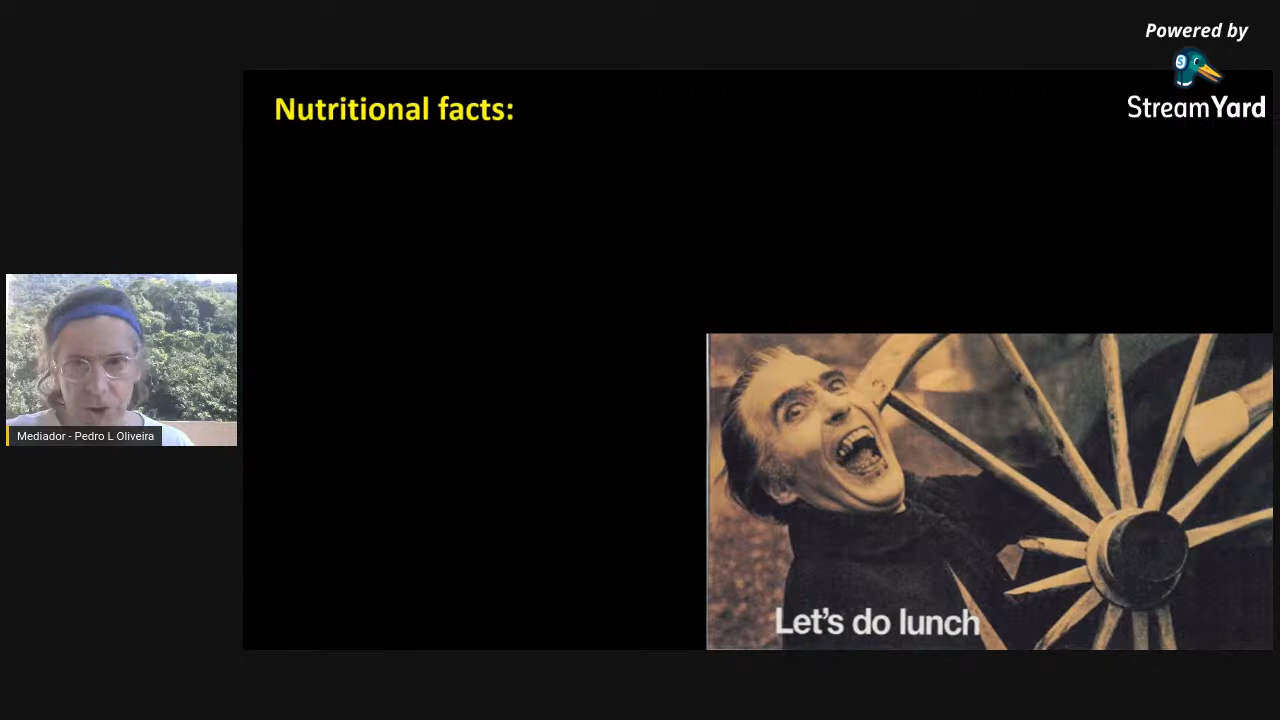 Powered by
StreamYard
Nutritional facts:
Mediador - Pedro L Oliveira
Let's do lunch